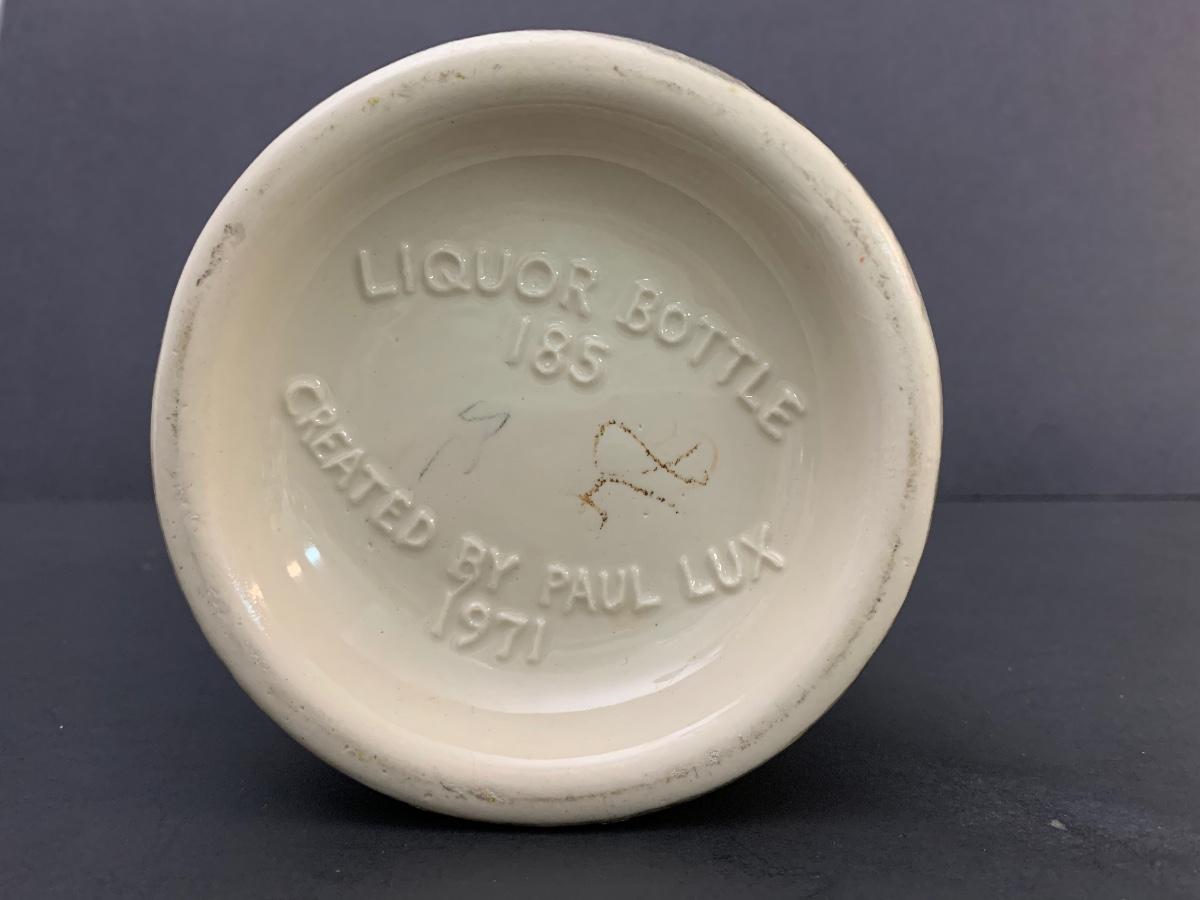 LIQUOR BOTTLE
185
CREATED BY PAUL LUX
1971